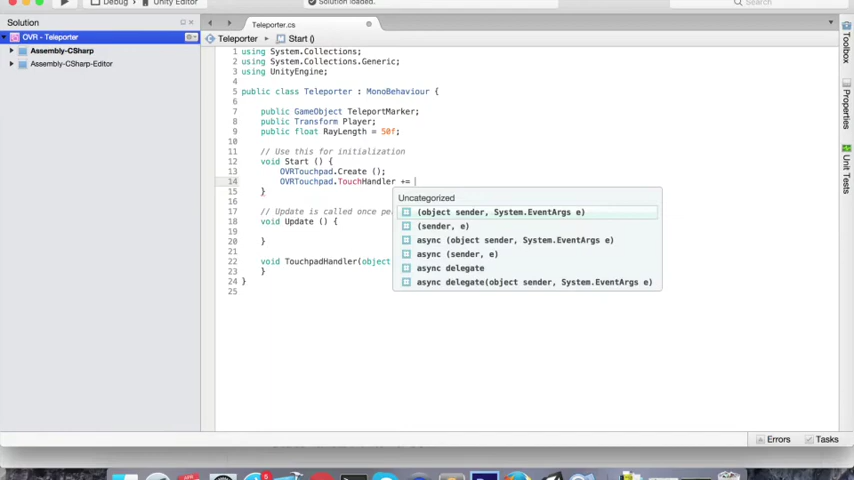 Debug
Unity Editor
Solution loaded.
Search
Solution
OVR - Teleporter
Assembly-CSharp
Assembly-CSharp-Editor
Teleporter.cs
Teleporter
Start ()
1 using System.Collections;
2 using System.Collections.Generic;
3 using UnityEngine;
4
5 public class Teleporter : MonoBehaviour {
6
7 public GameObject TeleportMarker;
8 public Transform Player;
9 public float RayLength = 50f;
10
11 // Use this for initialization
12 void Start () {
13 OVRTouchpad.Create ();
14 OVRTouchpad.TouchHandler +=
15 }
16
17 // Update is called once pe
18 void Update () {
19
20 }
21
22 void TouchpadHandler(object
23 }
24 }
25
Uncategorized
(object sender, System.EventArgs e)
(sender, e)
async (object sender, System.EventArgs e)
async (sender, e)
async delegate
async delegate(object sender, System.EventArgs e)
Toolbox
Properties
Unit Tests
Errors
Tasks